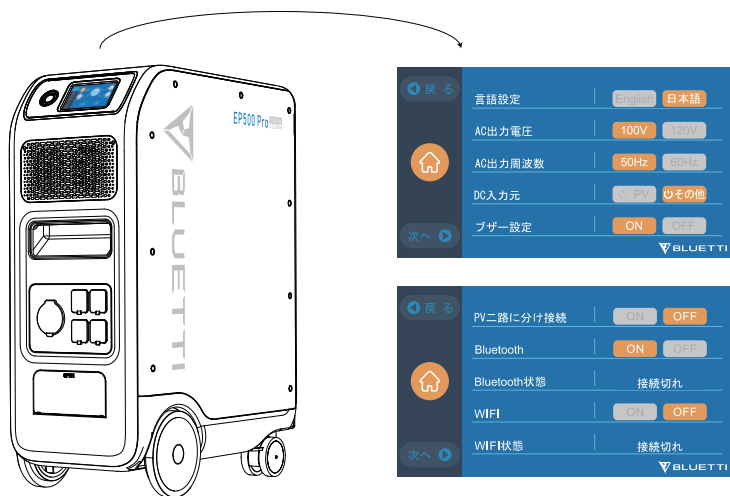 EP500 Pro
BLUETTI
戻る
言語設定 English 日本語
AC出力電圧 100V 120V
AC出力周波数 50Hz 60Hz
DC入力元 PV その他
次へ
ブザー設定 ON OFF
BLUETTI
戻る
PV二路に分け接続 ON OFF
Bluetooth ON OFF
Bluetooth状態 接続切れ
WIFI ON OFF
次へ
WIFI状態 接続切れ
BLUETTI